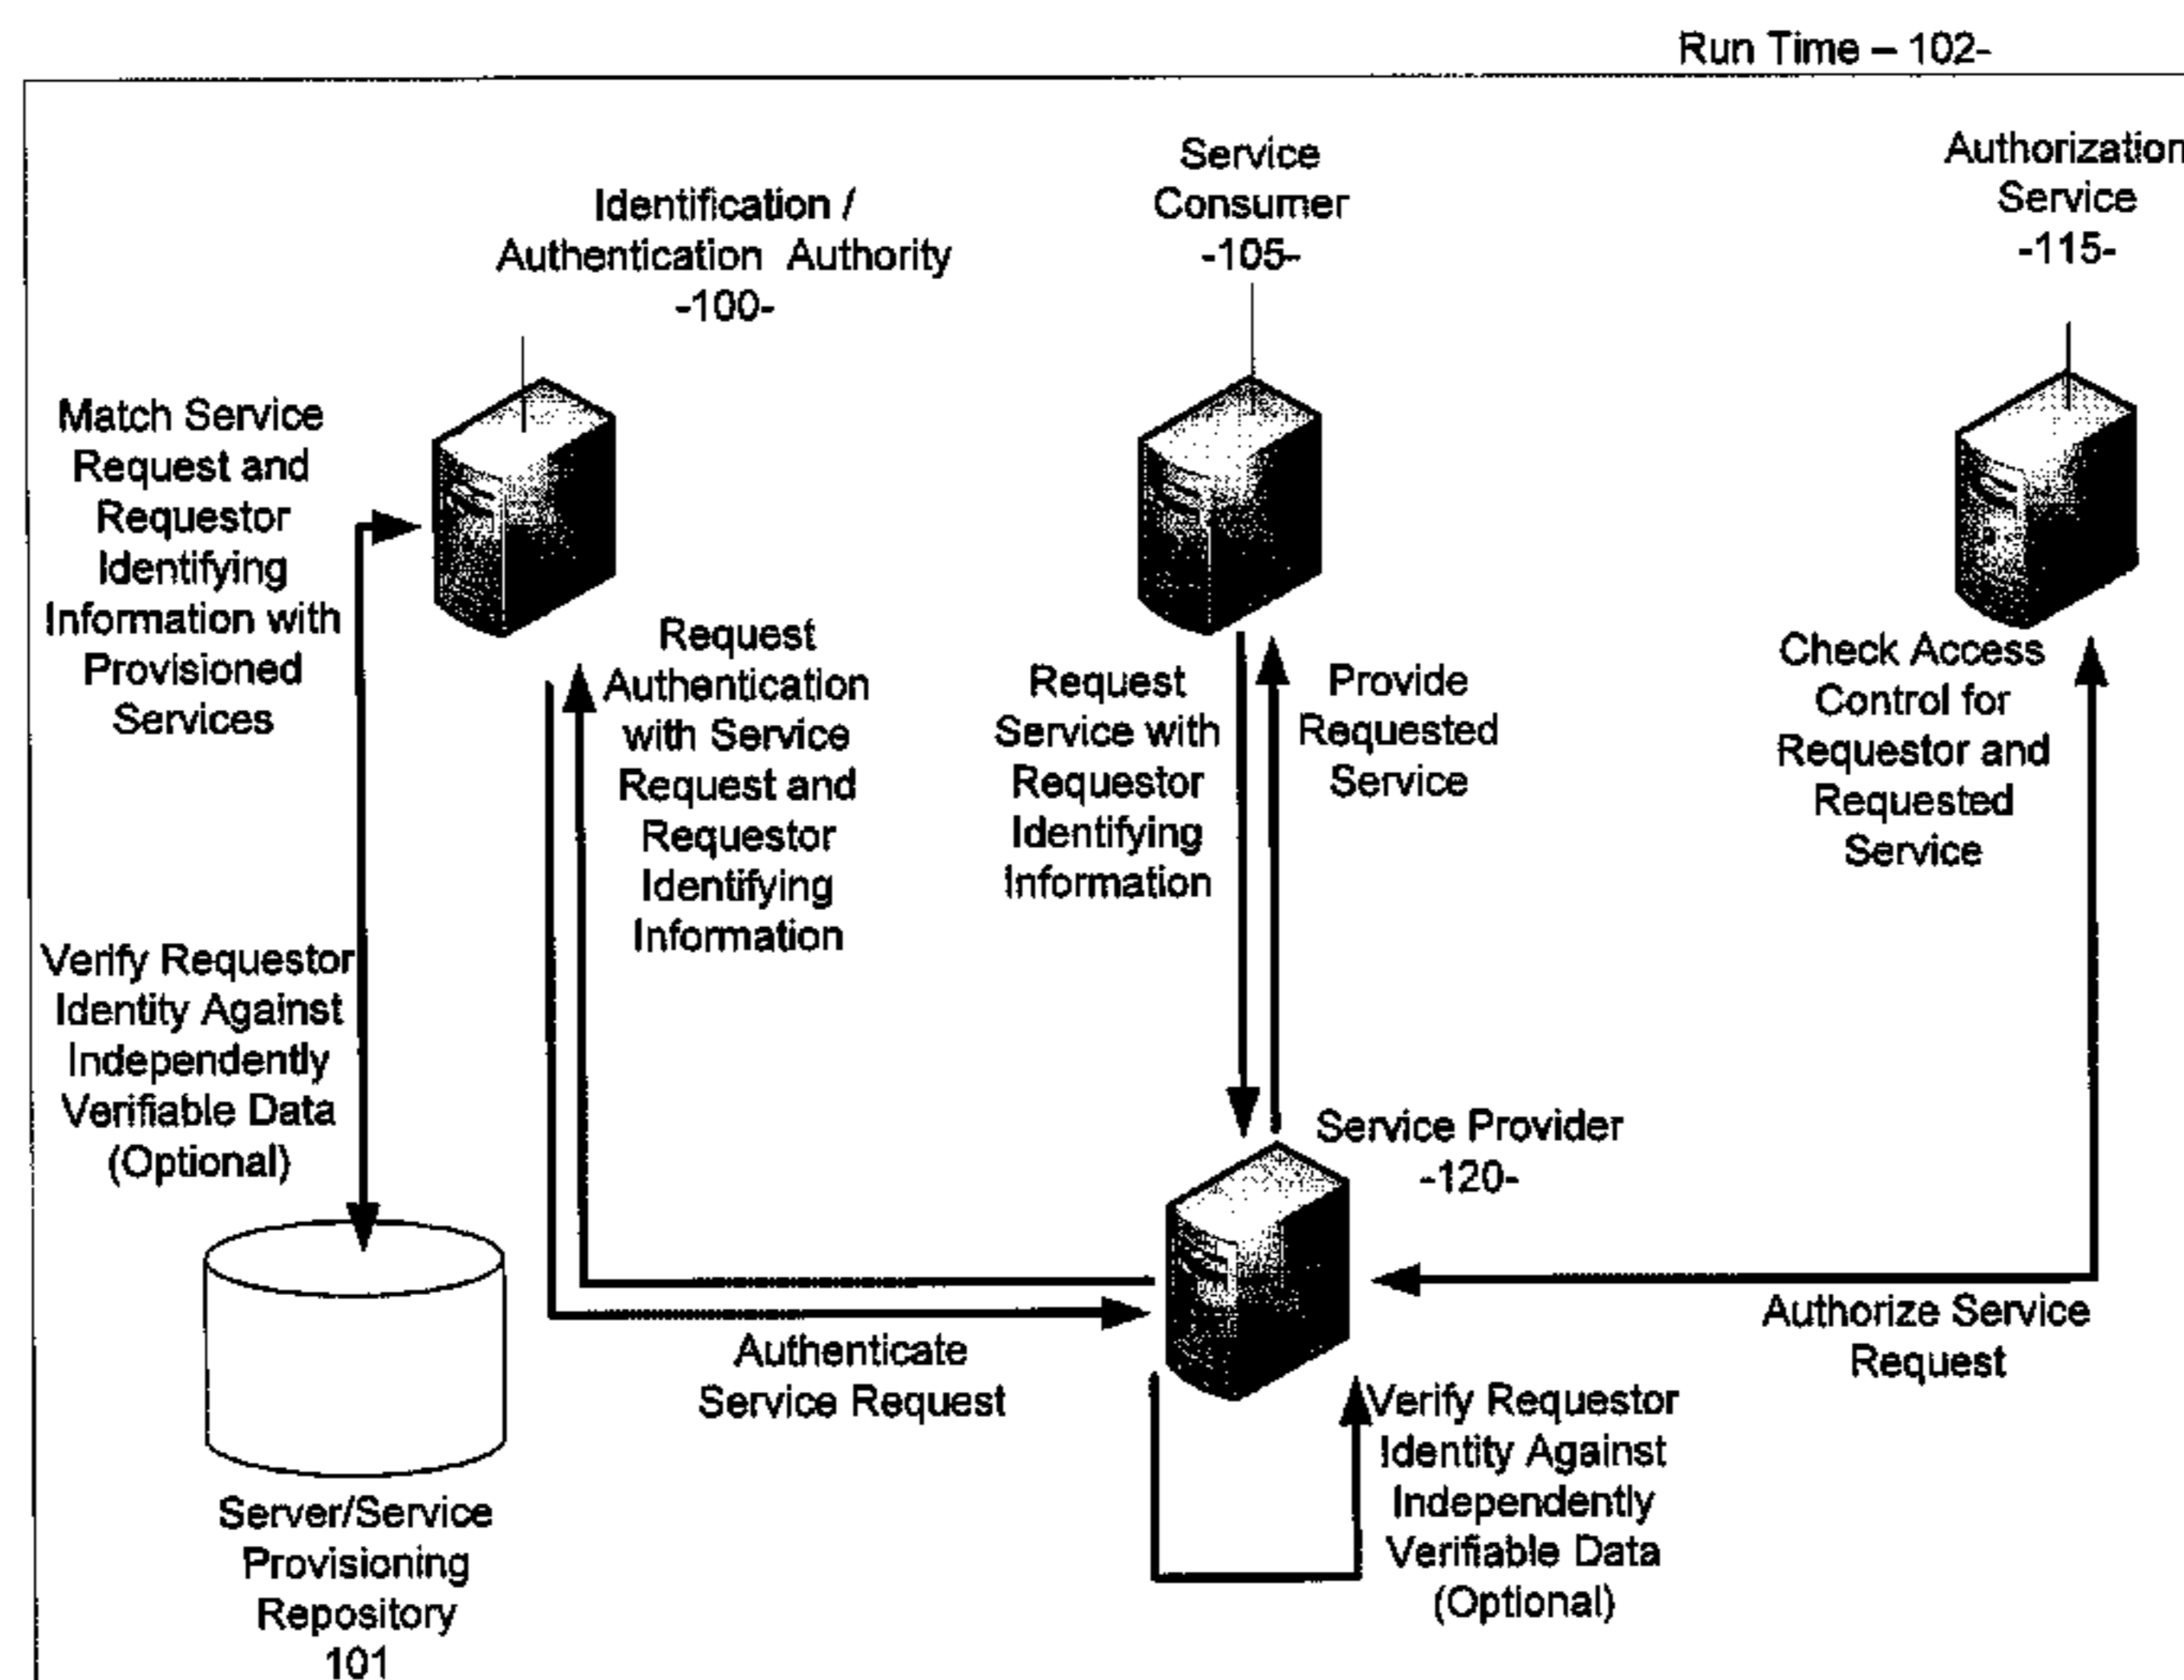 Run Time – 102-
Identification /
Authentication Authority
-100-
Service
Consumer
-105-
Authorization
Service
-115-
Match Service
Request and
Requestor
Identifying
Information with
Provisioned
Services
Request
Authentication
with Service
Request and
Requestor
Identifying
Information
Request
Service with
Requestor
Identifying
Information
Provide
Requested
Service
Check Access
Control for
Requestor and
Requested
Service
Verify Requestor
Identity Against
Independently
Verifiable Data
(Optional)
Service Provider
-120-
Authenticate
Service Request
Authorize Service
Request
Verify Requestor
Identity Against
Independently
Verifiable Data
(Optional)
Server/Service
Provisioning
Repository
101